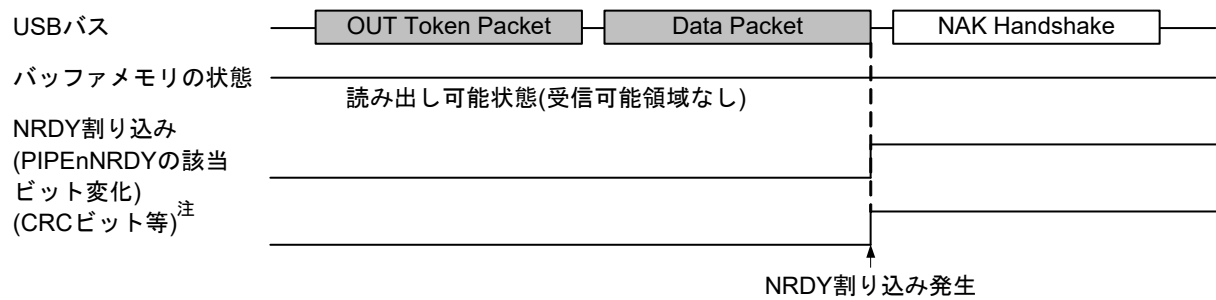 USBバス
OUT Token Packet
Data Packet
NAK Handshake
バッファメモリの状態
読み出し可能状態(受信可能領域なし)
NRDY割り込み
(PIPEnNRDYの該当
ビット変化)
(CRCビット等)注
NRDY割り込み発生